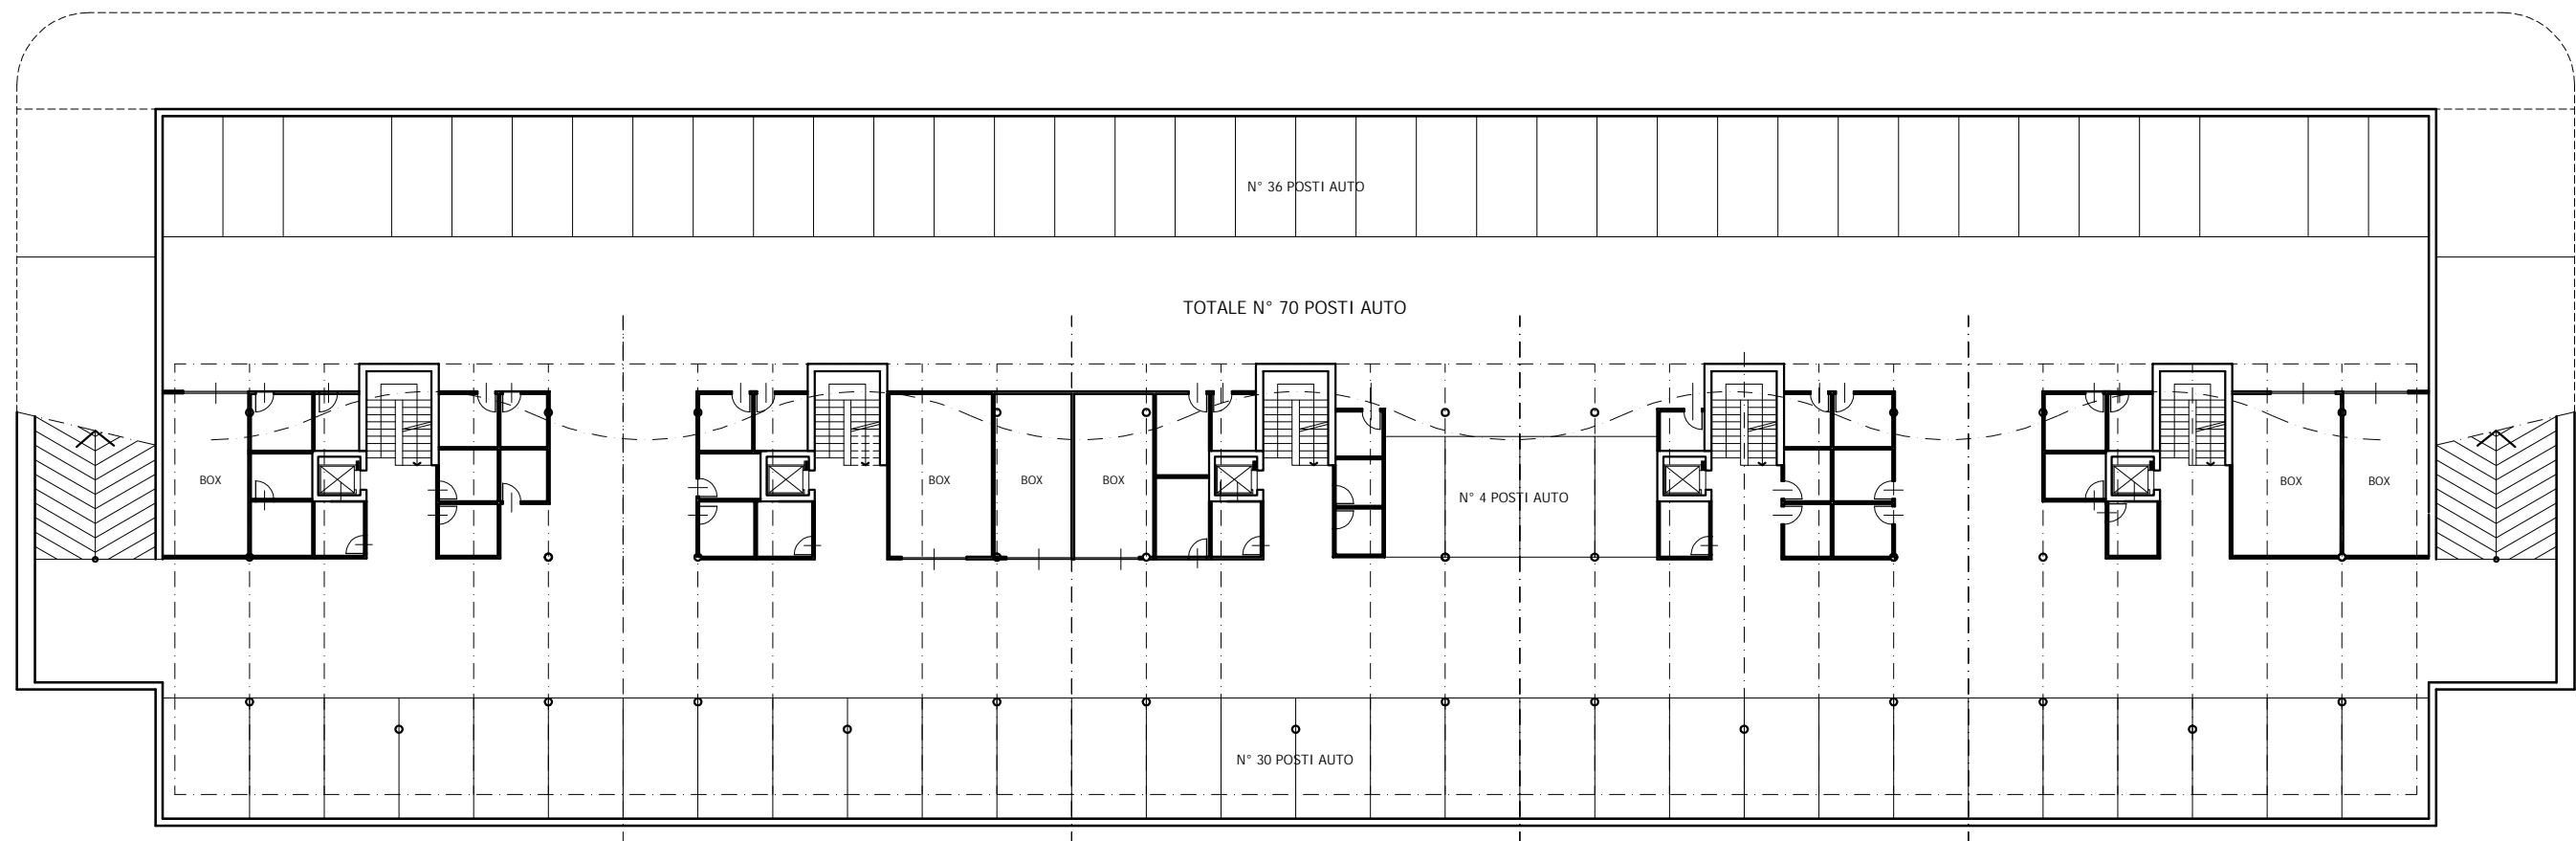 N° 36 POSTI AUTO
TOTALE N° 70 POSTI AUTO
BOX
BOX
BOX
BOX
N° 4 POSTI AUTO
BOX
BOX
N° 30 POSTI AUTO